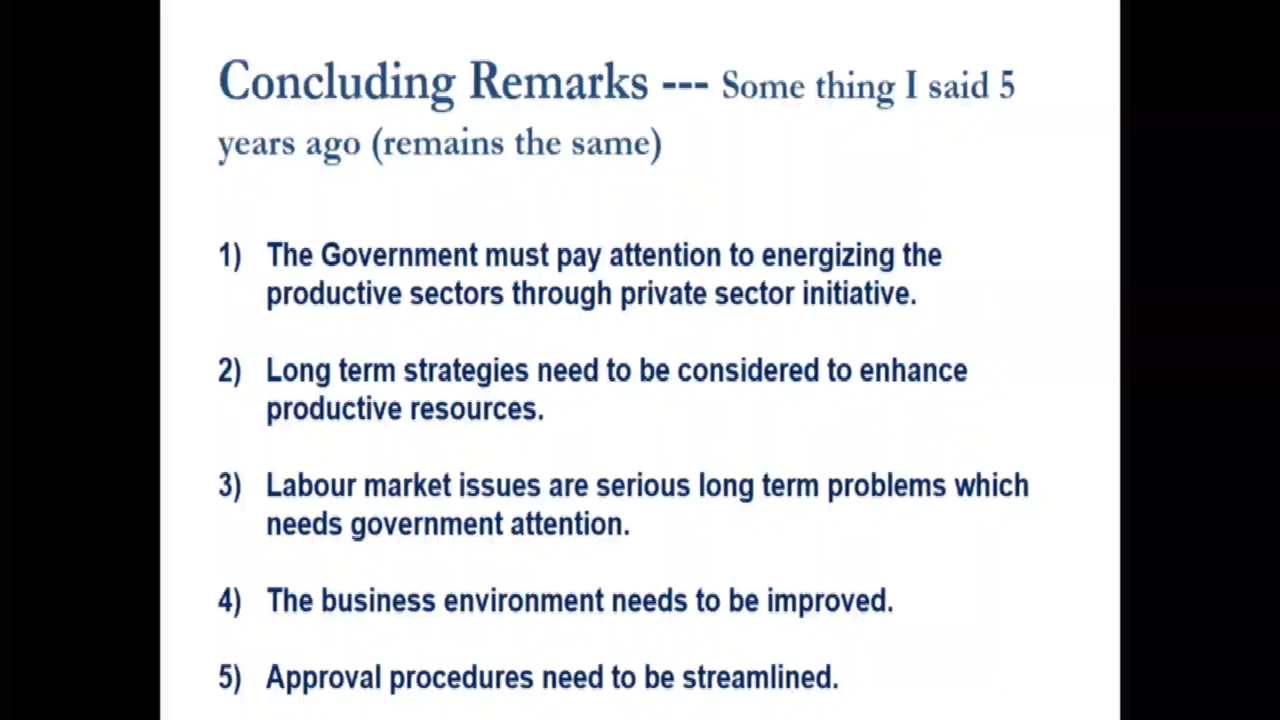 Concluding Remarks --- Some thing I said 5
years ago (remains the same)
1) The Government must pay attention to energizing the
productive sectors through private sector initiative.
2) Long term strategies need to be considered to enhance
productive resources.
3) Labour market issues are serious long term problems which
needs government attention.
4) The business environment needs to be improved.
5) Approval procedures need to be streamlined.